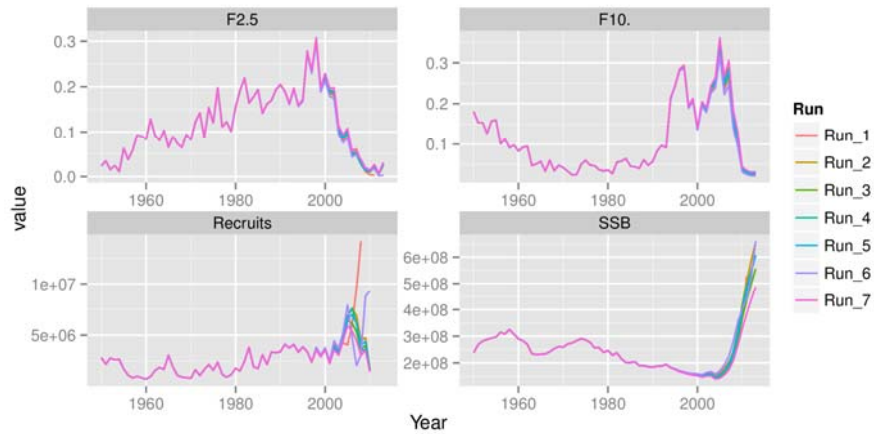 F2.5
F10.
0.3
0.2
0.1
0.0
1960
1980
2000
0.3
0.2
0.1
1960
1980
2000
value
Recruits
SSB
1e+07
5e+06
1960
1980
2000
6e+08
5e+08
4e+08
3e+08
2e+08
1960
1980
2000
Year
Run
Run_1
Run_2
Run_3
Run_4
Run_5
Run_6
Run_7